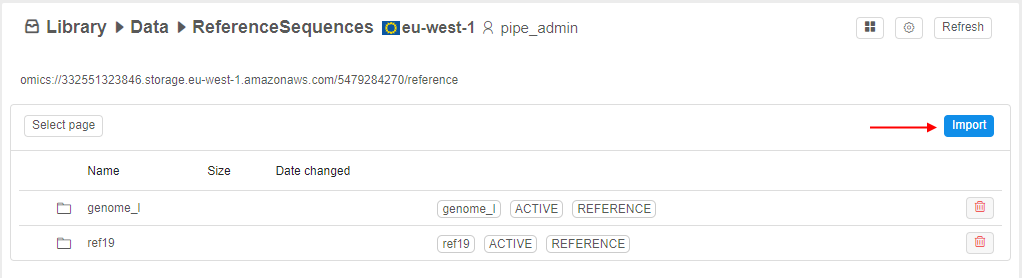 Library Data ReferenceSequences eu-west-1 pipe_admin Refresh
omics://332551323846.storage.eu-west-1.amazonaws.com/5479284270/reference
Select page Import
Name Size Date changed
genome_l genome_l ACTIVE REFERENCE
ref19 ref19 ACTIVE REFERENCE